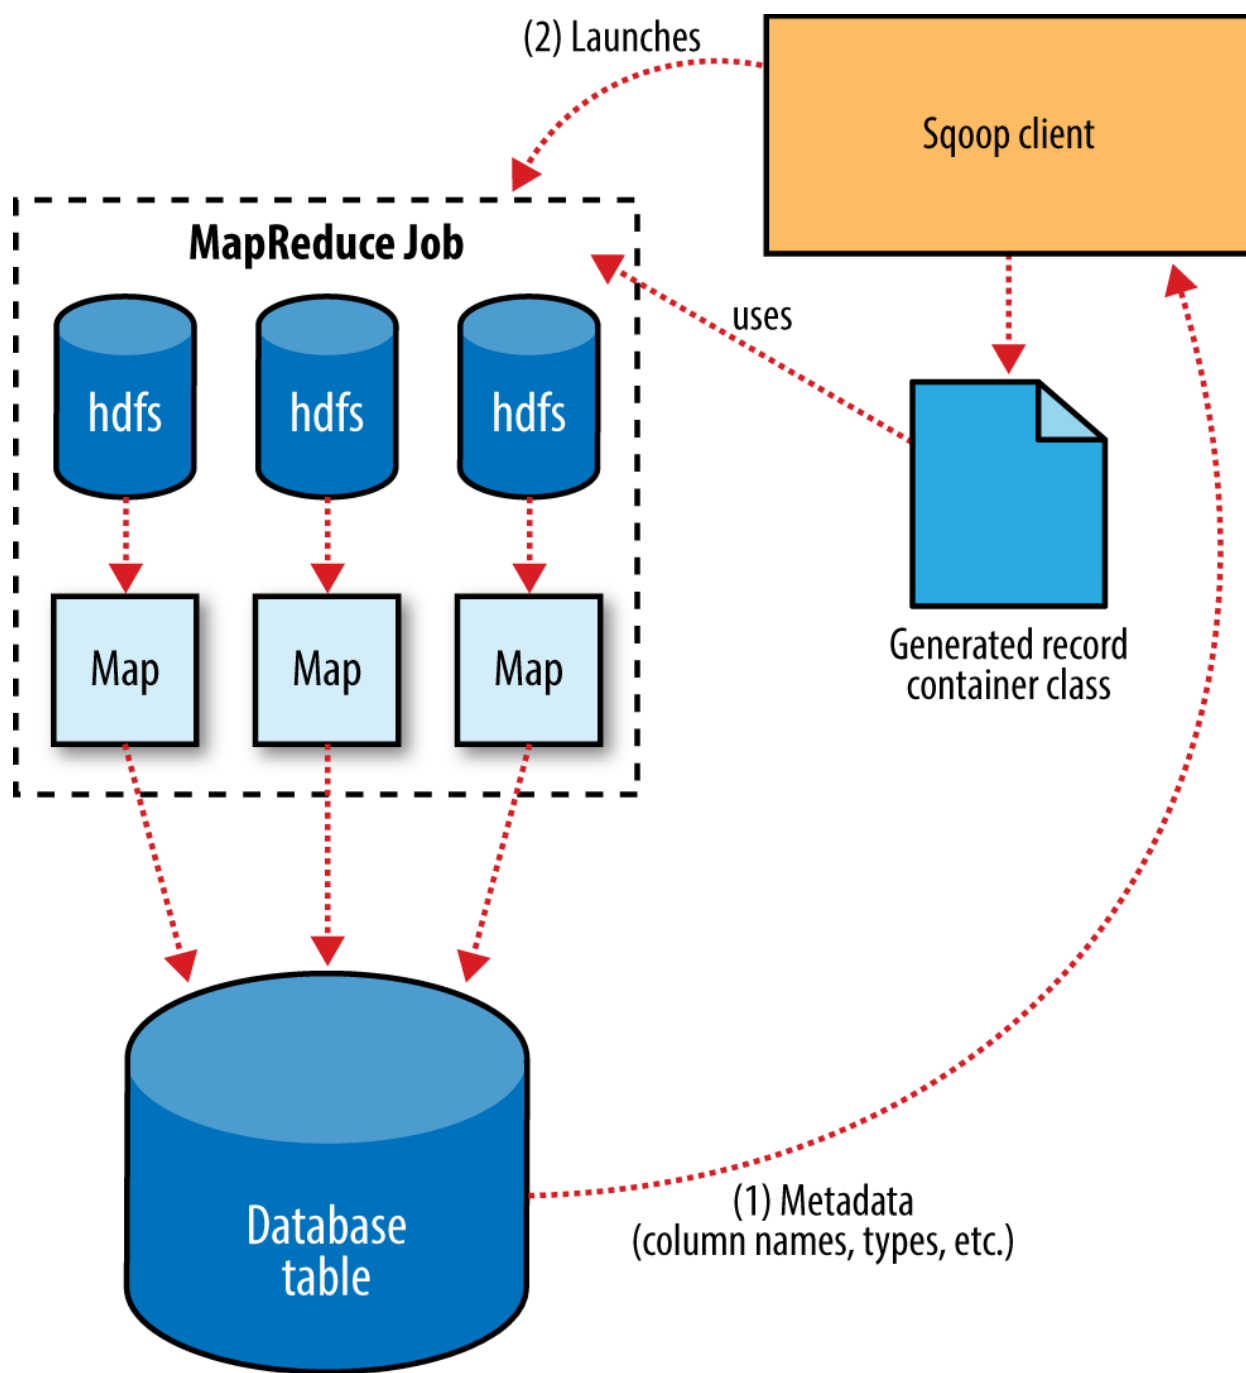 (2) Launches
Sqoop client
MapReduce Job
uses
hdfs
hdfs
hdfs
Map
Map
Map
Generated record
container class
(1) Metadata
(column names, types, etc.)
Database
table